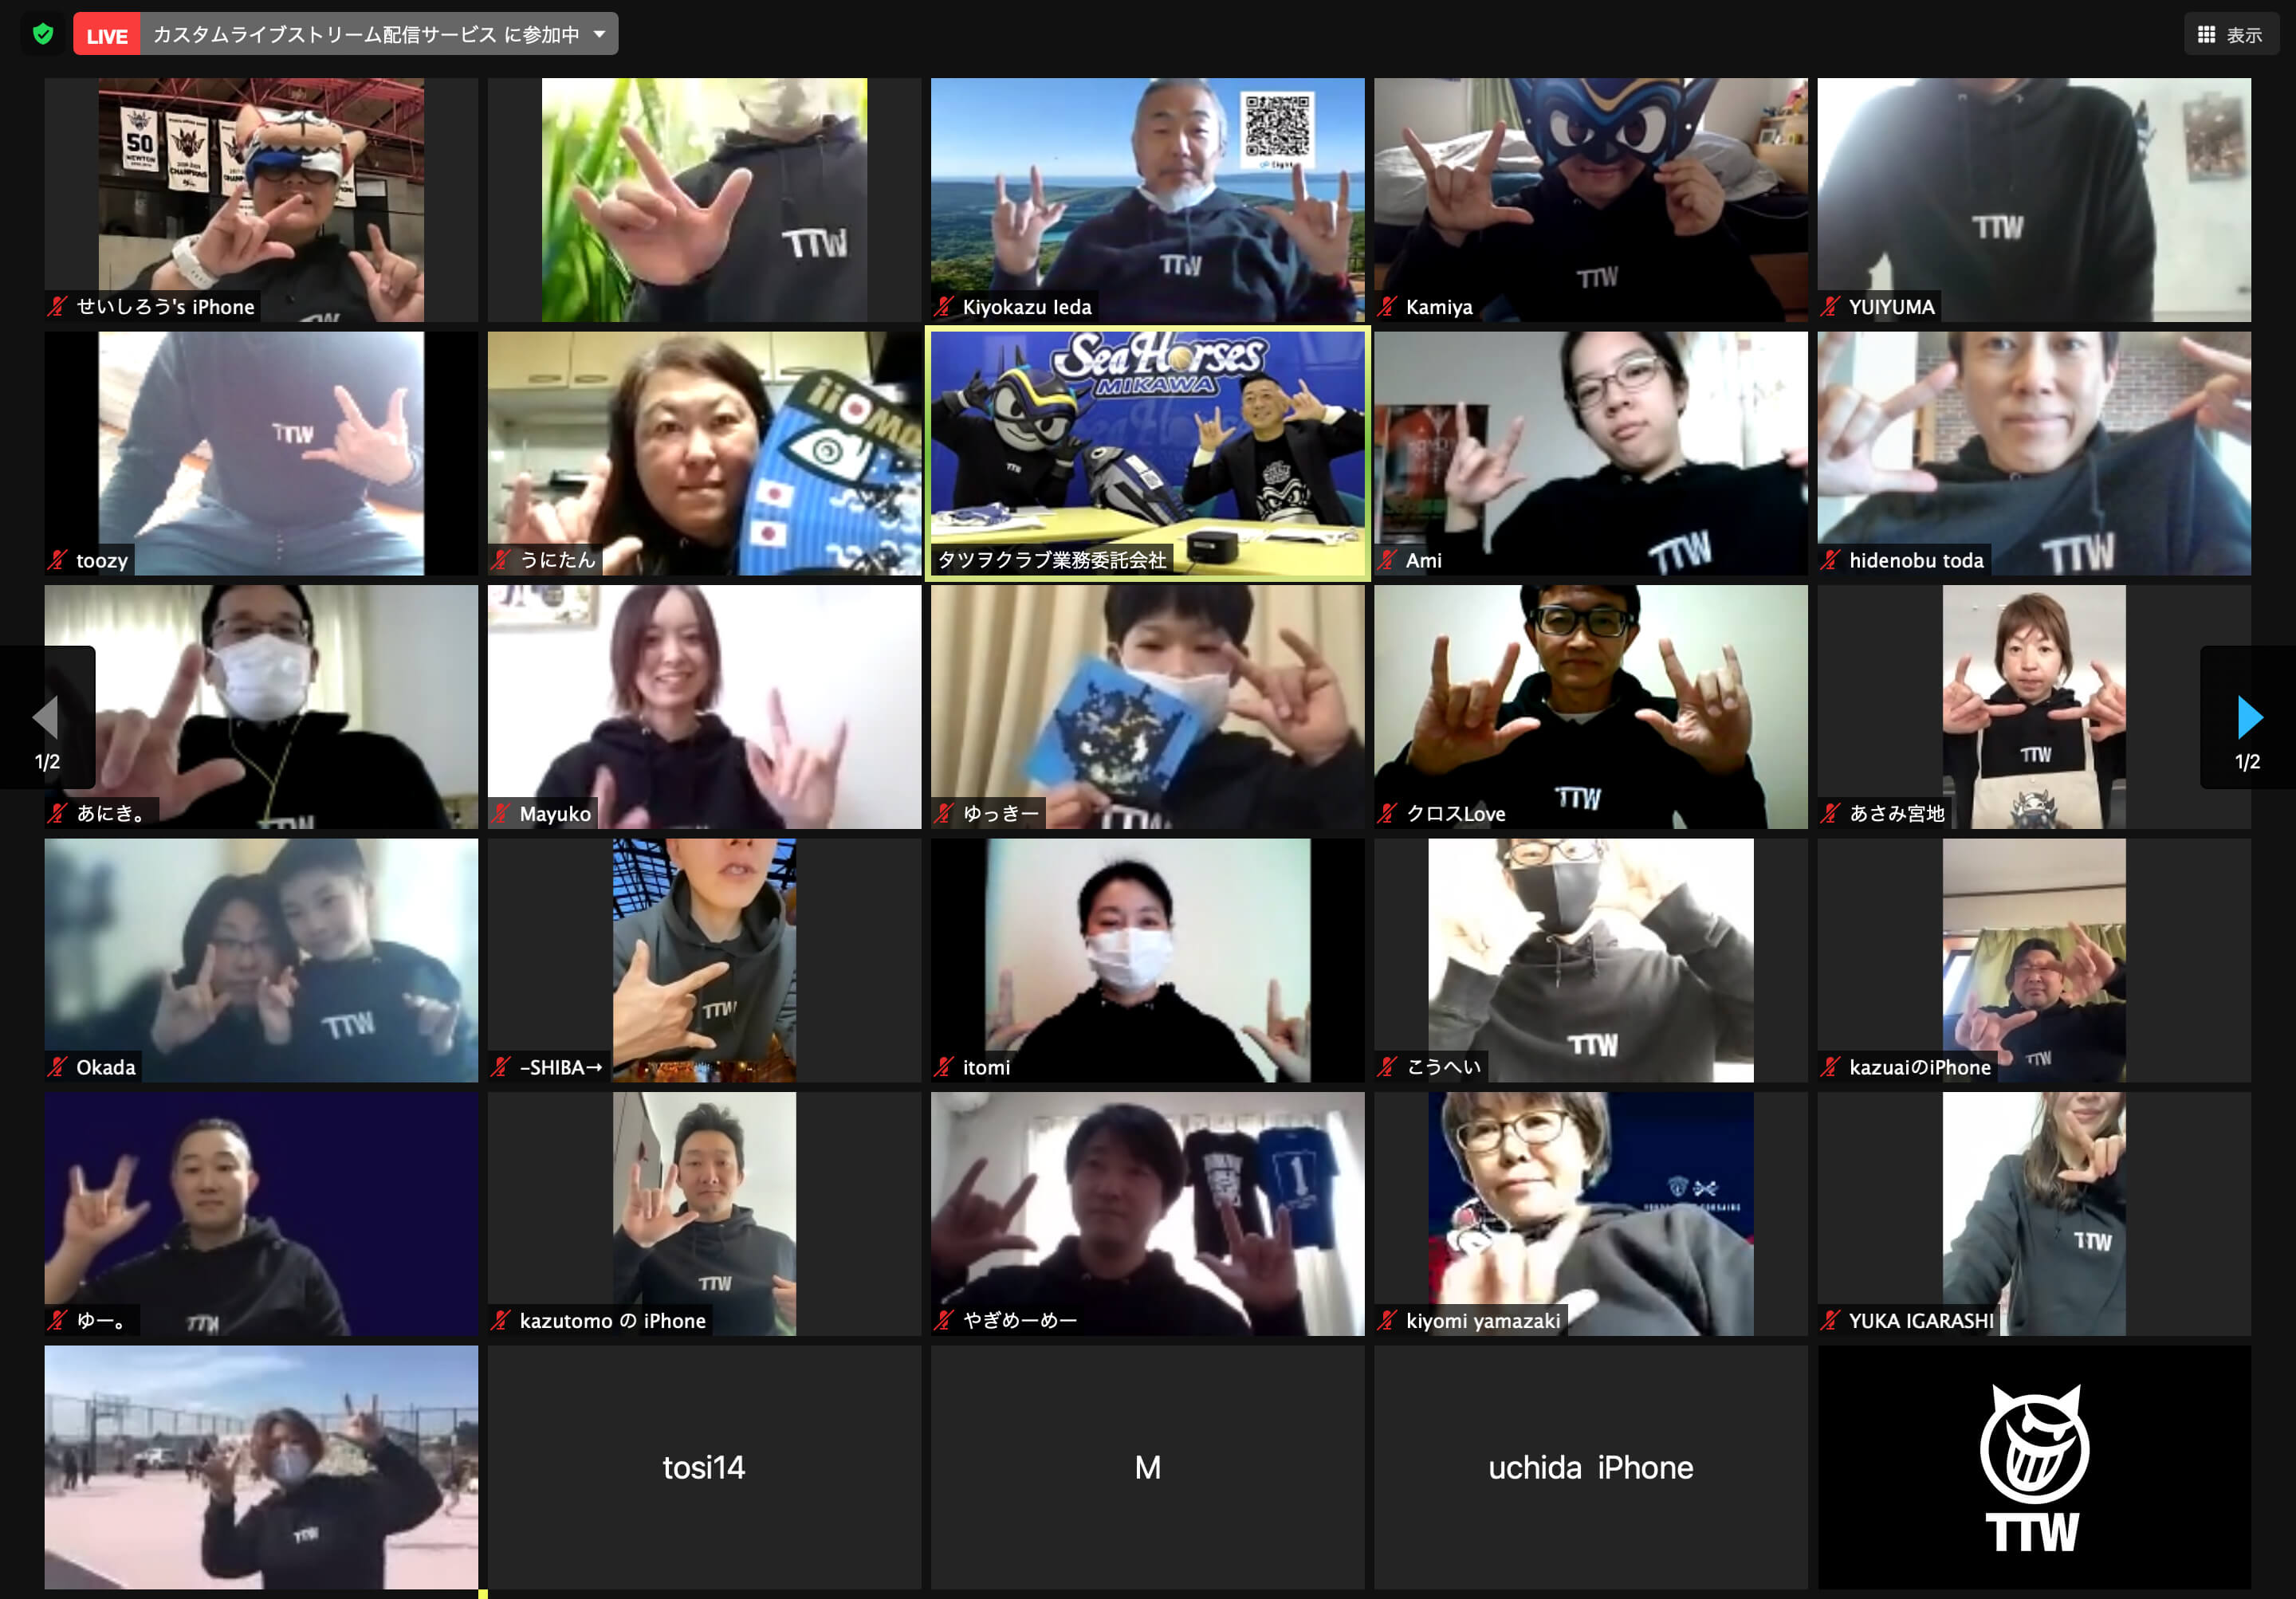 LIVE カスタムライブストリーム配信サービス に参加中
表示
50
NEWTON
CHAMPIONS
せいしろう's iPhone
TTW
Kiyokazu Ieda
TTW
Kamiya
TTW
YUIYUMA
TTW
toozy
TTW
うにたん
SeaHorses
MIKAWA
TTW
タツヲクラブ業務委託会社
Ami
TTW
hidenobu toda
TTW
1/2
あにき。
TTW
Mayuko
ゆっきー
TTW
クロスLove
TTW
あさみ宮地
TTW
1/2
Okada
TTW
-SHIBA→
TTW
itomi
こうへい
TTW
kazuaiのiPhone
TTW
ゆー。
TTW
kazutomo の iPhone
TTW
やぎめーめー
1
kiyomi yamazaki
YUKA IGARASHI
TTW
TTW
tosi14
M
uchida iPhone
TTW